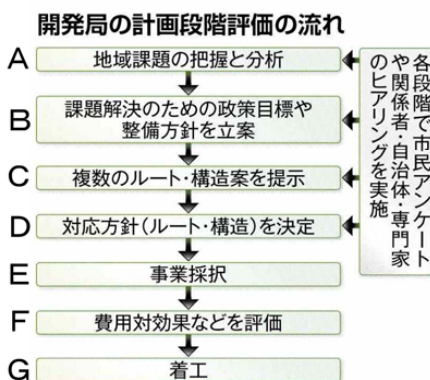 開発局の計画段階評価の流れ
A 地域課題の把握と分析
B 課題解決のための政策目標や
整備方針を立案
C 複数のルート・構造案を提示
D 対応方針(ルート・構造)を決定
E 事業採択
F 費用対効果などを評価
G 着工
各段階で市民アンケート
や関係者・自治体・専門家
のヒアリングを実施